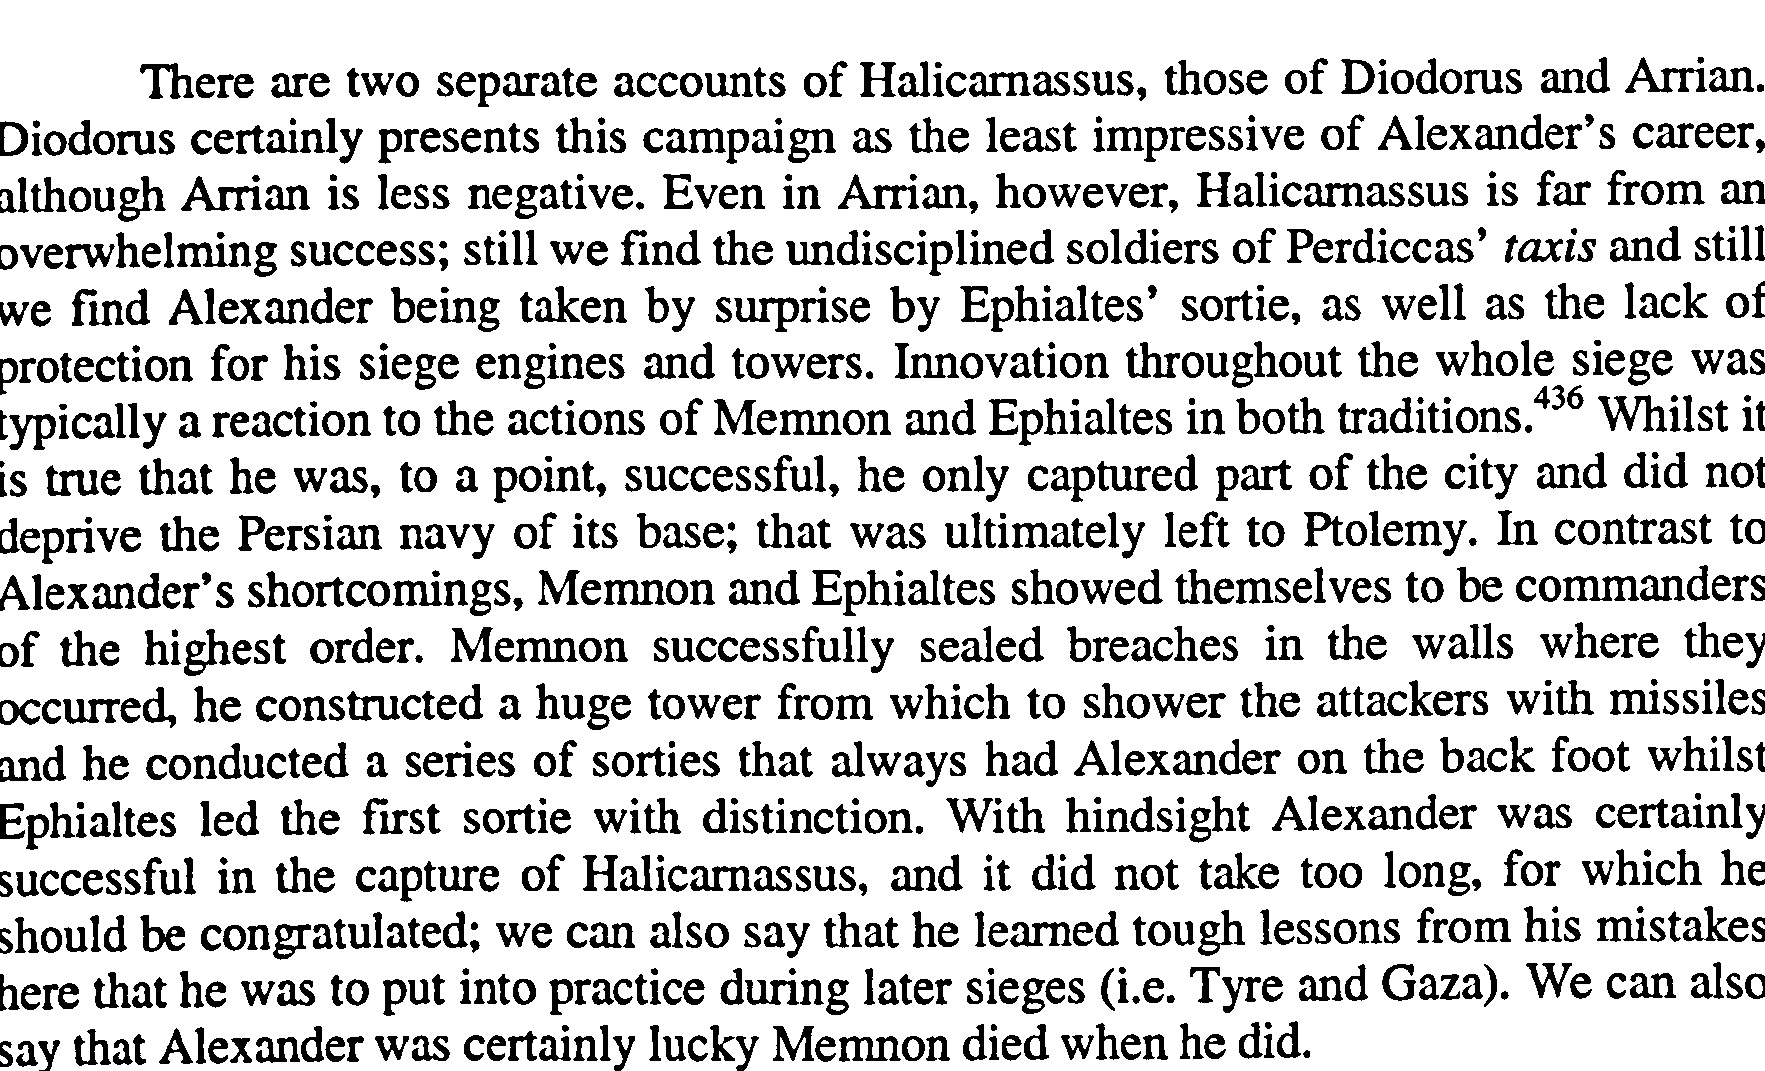 There are two separate accounts of Halicarnassus, those of Diodorus and Arrian.
Diodorus certainly presents this campaign as the least impressive of Alexander's career,
although Arrian is less negative. Even in Arrian, however, Halicarnassus is far from an
overwhelming success; still we find the undisciplined soldiers of Perdiccas' taxis and still
we find Alexander being taken by surprise by Ephialtes' sortie, as well as the lack of
protection for his siege engines and towers. Innovation throughout the whole siege was
typically a reaction to the actions of Memnon and Ephialtes in both traditions.436 Whilst it
is true that he was, to a point, successful, he only captured part of the city and did not
deprive the Persian navy of its base; that was ultimately left to Ptolemy. In contrast to
Alexander's shortcomings, Memnon and Ephialtes showed themselves to be commanders
of the highest order. Memnon successfully sealed breaches in the walls where they
occurred, he constructed a huge tower from which to shower the attackers with missiles
and he conducted a series of sorties that always had Alexander on the back foot whilst
Ephialtes led the first sortie with distinction. With hindsight Alexander was certainly
successful in the capture of Halicarnassus, and it did not take too long, for which he
should be congratulated; we can also say that he learned tough lessons from his mistakes
here that he was to put into practice during later sieges (i.e. Tyre and Gaza). We can also
say that Alexander was certainly lucky Memnon died when he did.